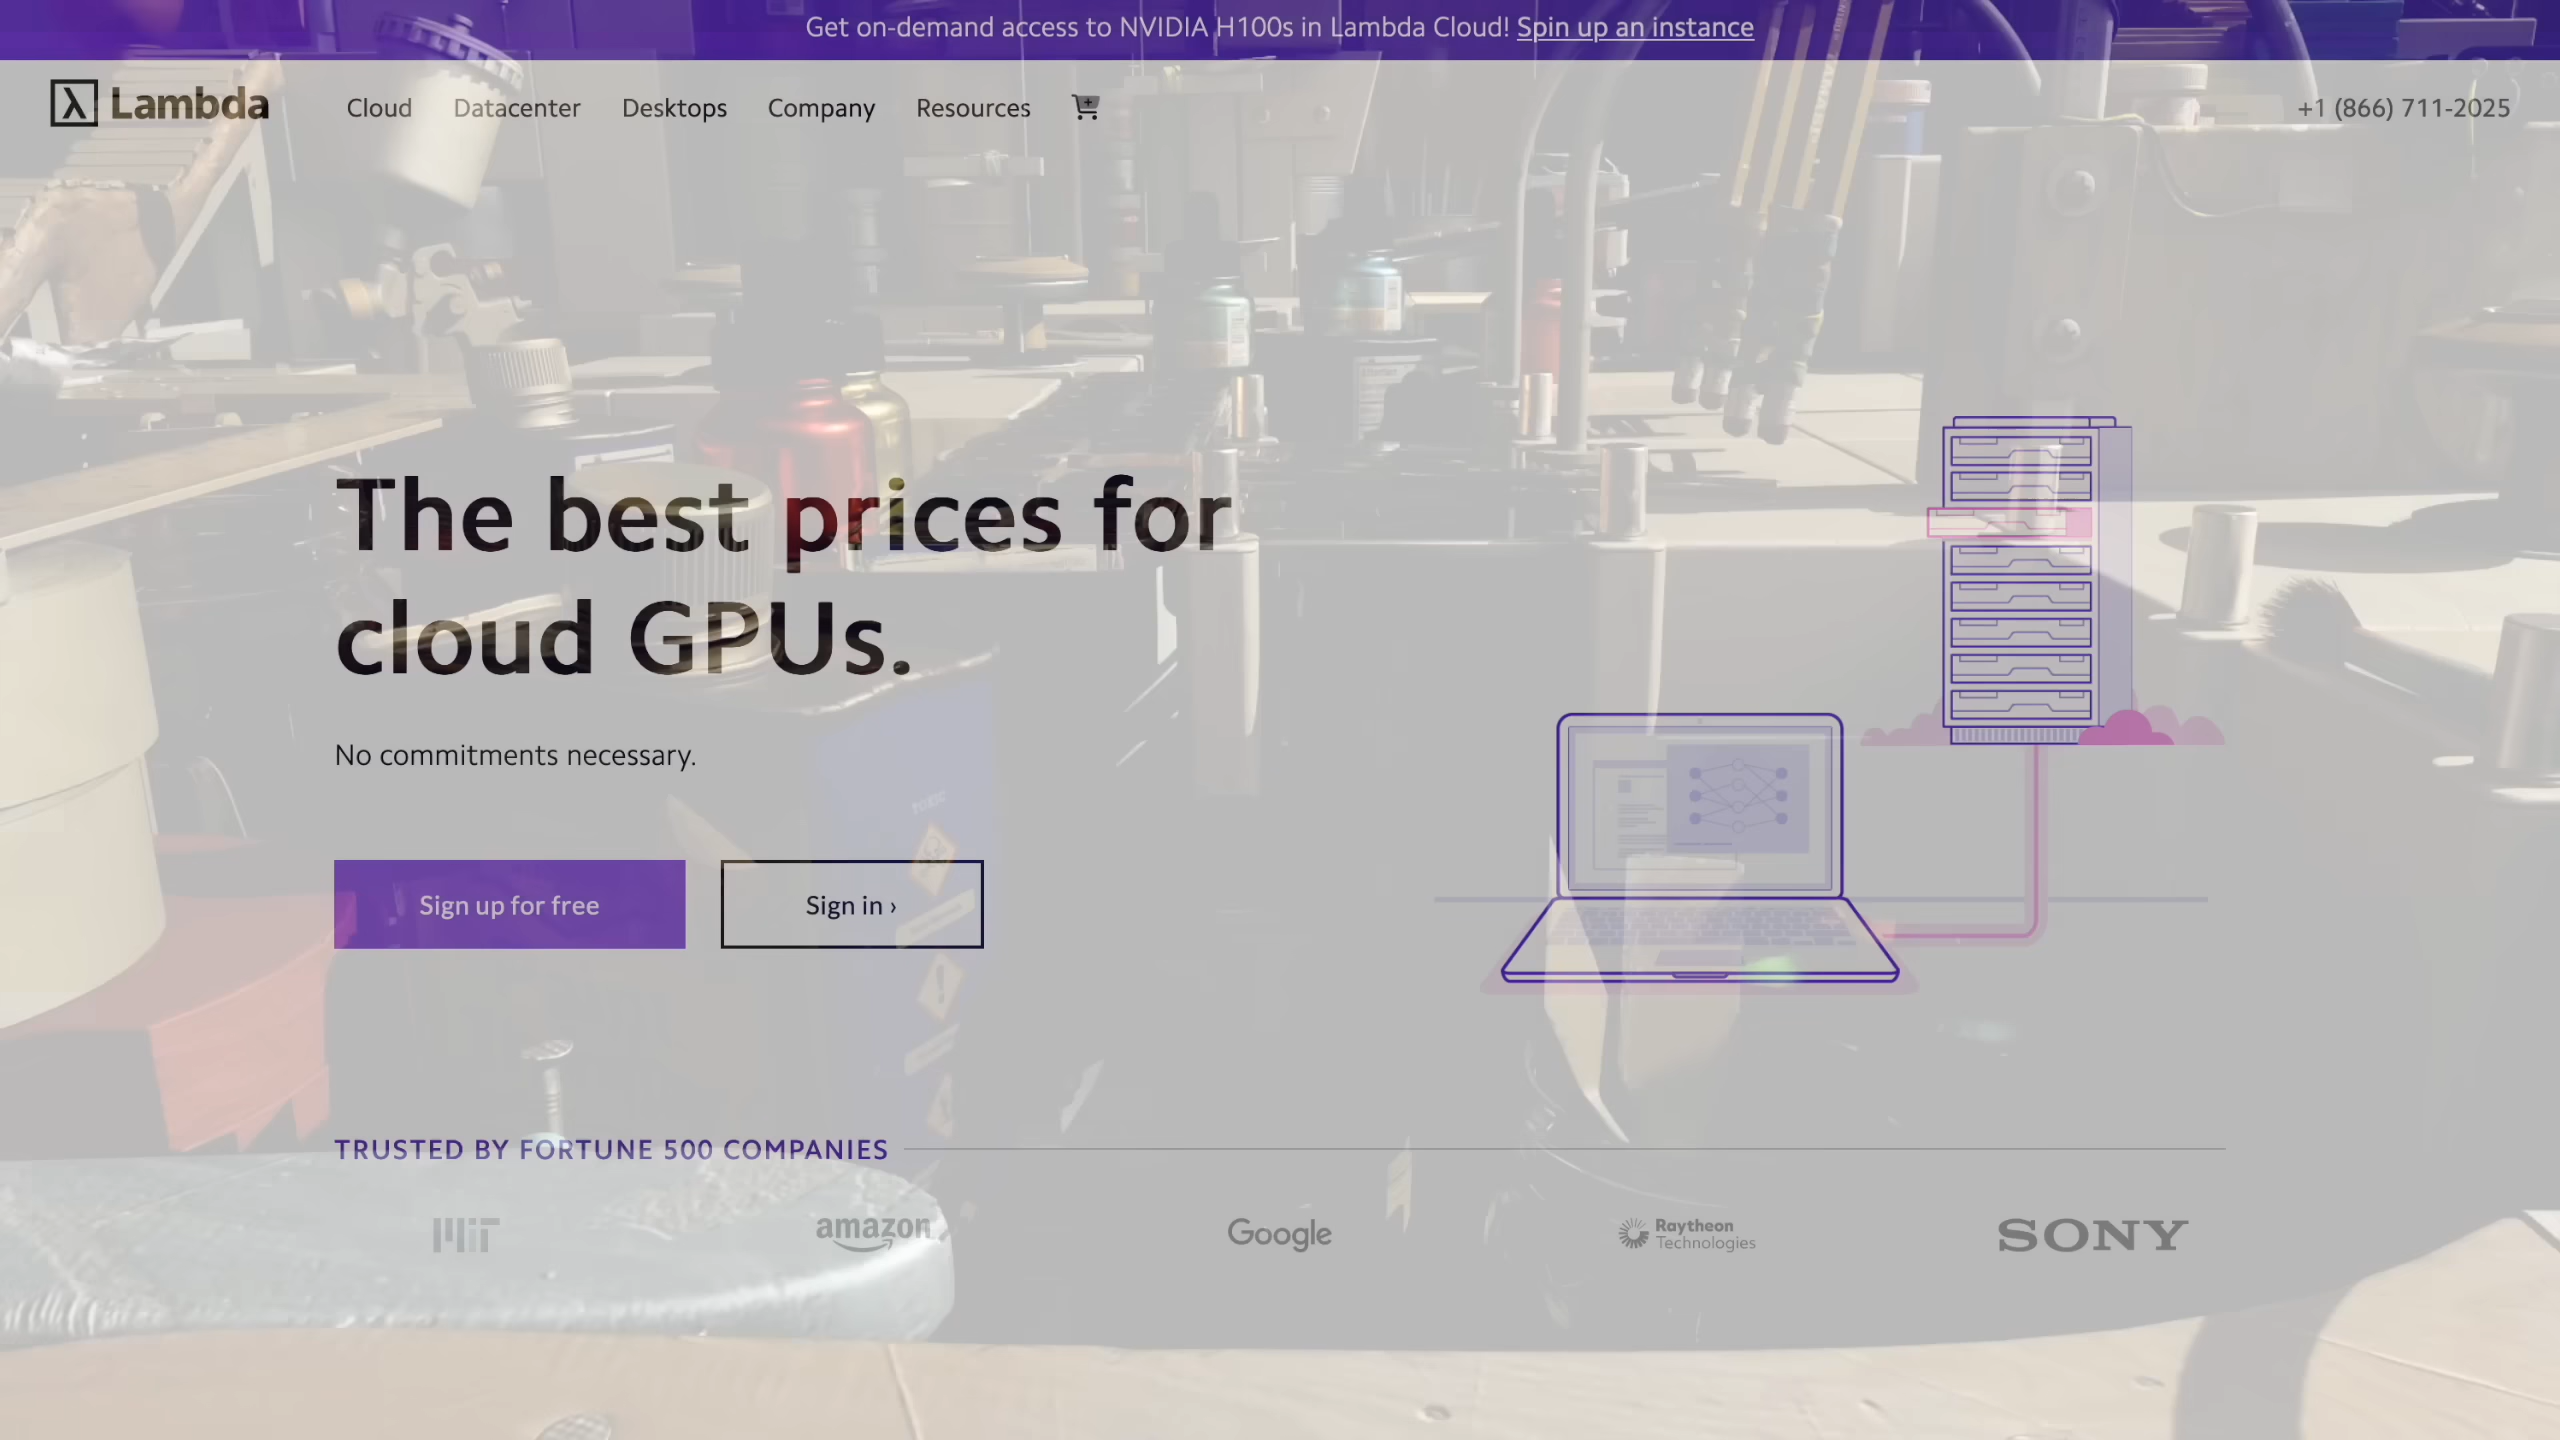 Get on-demand access to NVIDIA H100s in Lambda Cloud! Spin up an instance
Lambda
Cloud Datacenter Desktops Company Resources
+1 (866) 711-2025
The best prices for
cloud GPUs.
No commitments necessary.
toxic
Sign up for free
Sign in ›
TRUSTED BY FORTUNE 500 COMPANIES
MIT
amazon
Google
Raytheon
Technologies
SONY